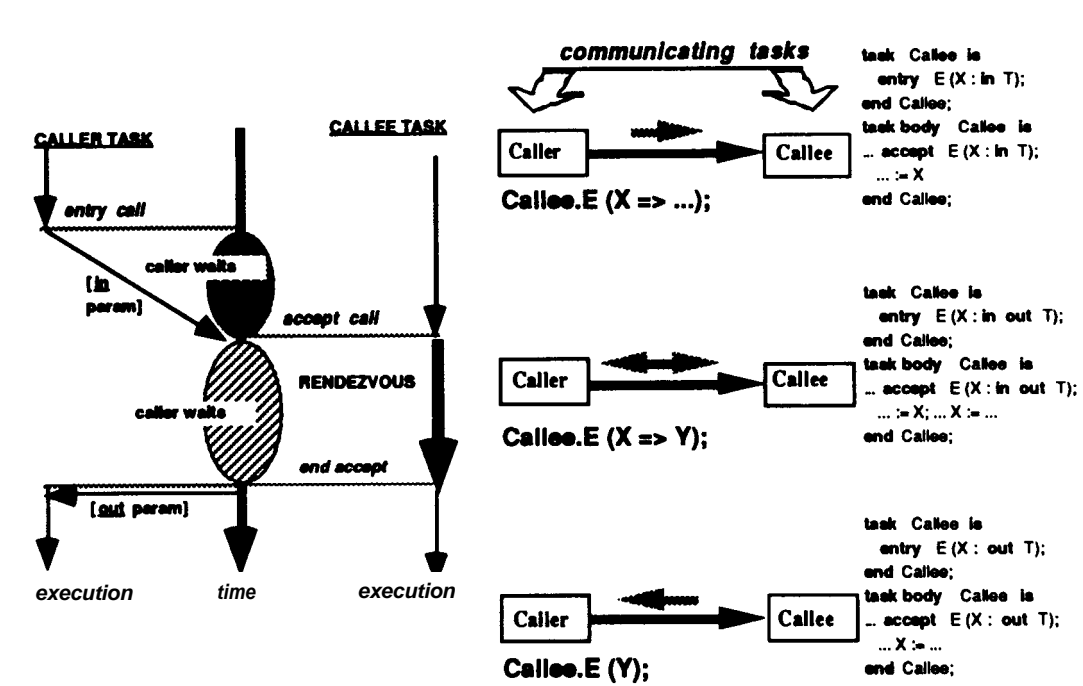 CALLER TASK
CALLEE TASK
entry call
caller waits
[in
param]
accept call
RENDEZVOUS
caller waits
end accept
[out param]
execution
time
execution
communicating tasks
Caller
Callee
Callee.E (X => ...);
task Callee is
entry E (X : in T);
end Callee;
task body Callee is
... accept E (X : in T);
... := X
end Callee;
Caller
Callee
Callee.E (X => Y);
task Callee is
entry E (X : in out T);
end Callee;
task body Callee is
... accept E (X : in out T);
... := X; ... X := ...
end Callee;
Caller
Callee
Callee.E (Y);
task Callee is
entry E (X : out T);
end Callee;
task body Callee is
... accept E (X : out T);
... X := ...
end Callee;